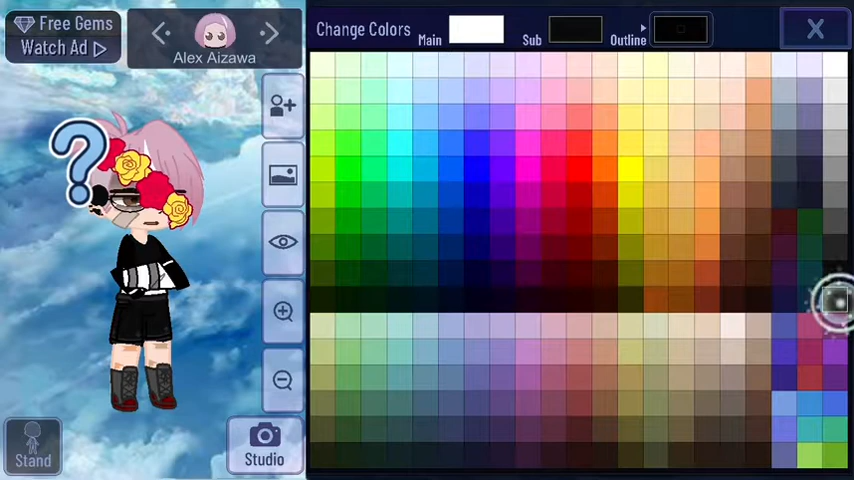 Free Gems
Watch Ad
Alex Aizawa
Change Colors
Main
Sub
Outline
X
?
Stand
Studio